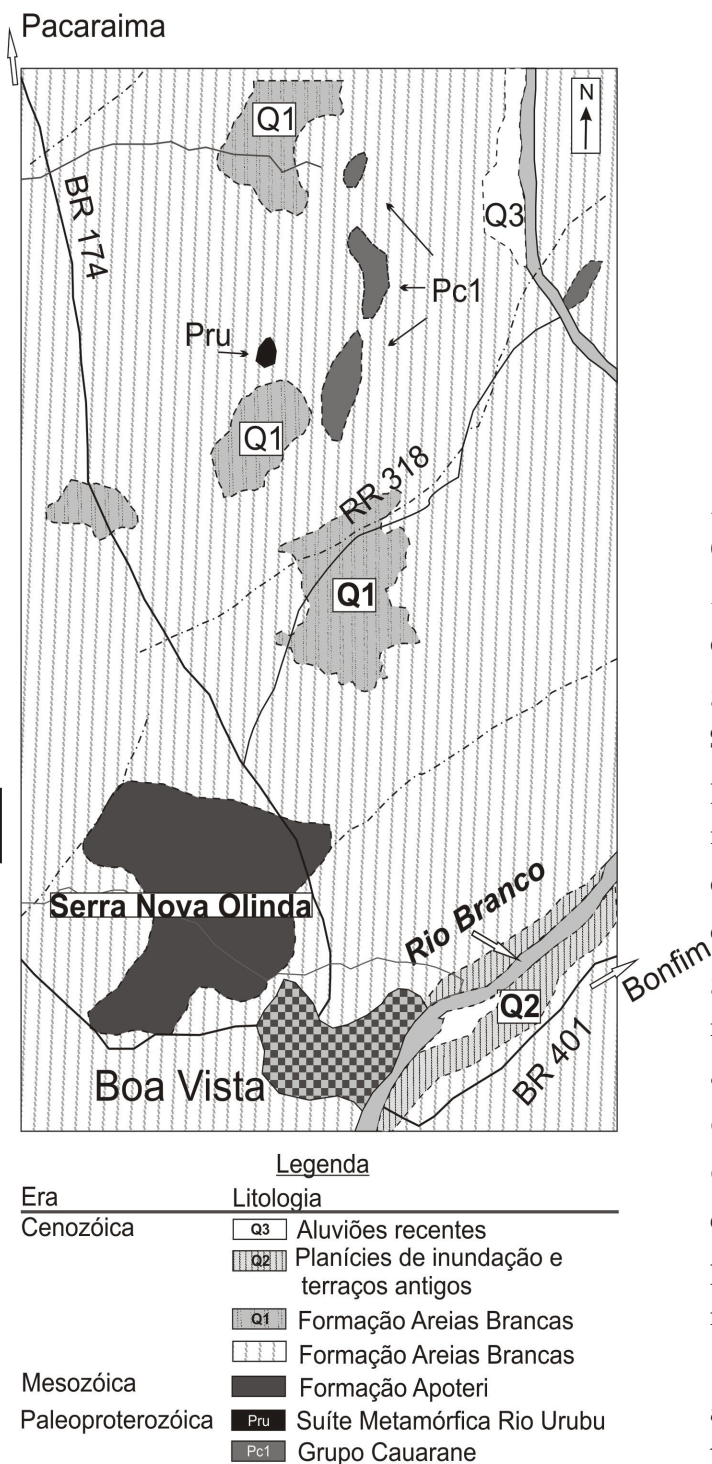 Pacaraima
N
Q1
BR 174
Q3
Pc1
Pru
Q1
RR 318
Q1
Serra Nova Olinda
Rio Branco
Bonfim
Q2
BR 401
Boa Vista
Legenda
Era Litologia
Cenozóica Q3 Aluviões recentes
Q2 Planícies de inundação e
terraços antigos
Q1 Formação Areias Brancas
Formação Areias Brancas
Mesozóica Formação Apoteri
Paleoproterozóica Pru Suíte Metamórfica Rio Urubu
Pc1 Grupo Cauarane